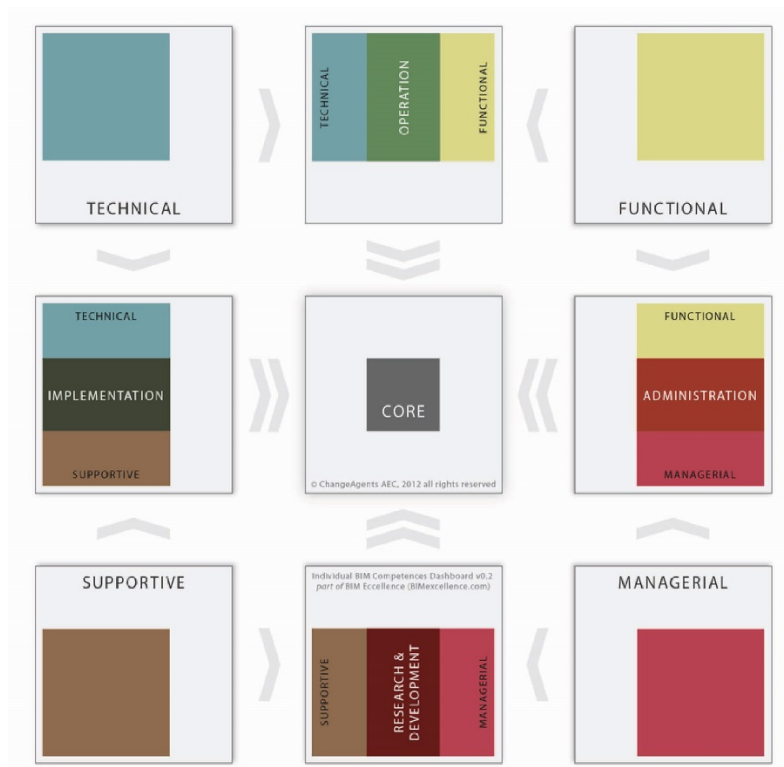 TECHNICAL
TECHNICAL
OPERATION
FUNCTIONAL
FUNCTIONAL
TECHNICAL
IMPLEMENTATION
SUPPORTIVE
CORE
© ChangeAgents AEC, 2012 all rights reserved
FUNCTIONAL
ADMINISTRATION
MANAGERIAL
SUPPORTIVE
Individual BIM Competences Dashboard v0.2
part of BIM Eccellence (BIMexcellence.com)
SUPPORTIVE
RESEARCH &
DEVELOPMENT
MANAGERIAL
MANAGERIAL